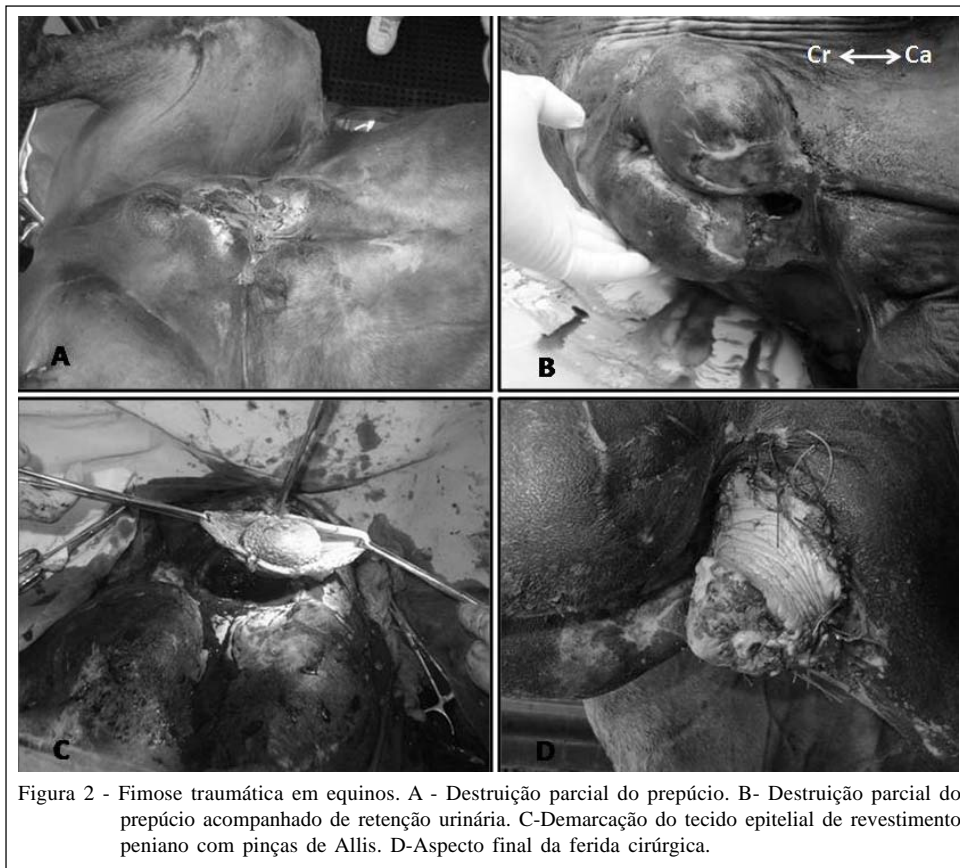 Cr Ca
A
B
C
D
Figura 2 - Fimose traumática em equinos. A - Destruição parcial do prepúcio. B- Destruição parcial do
prepúcio acompanhado de retenção urinária. C-Demarcação do tecido epitelial de revestimento
peniano com pinças de Allis. D-Aspecto final da ferida cirúrgica.